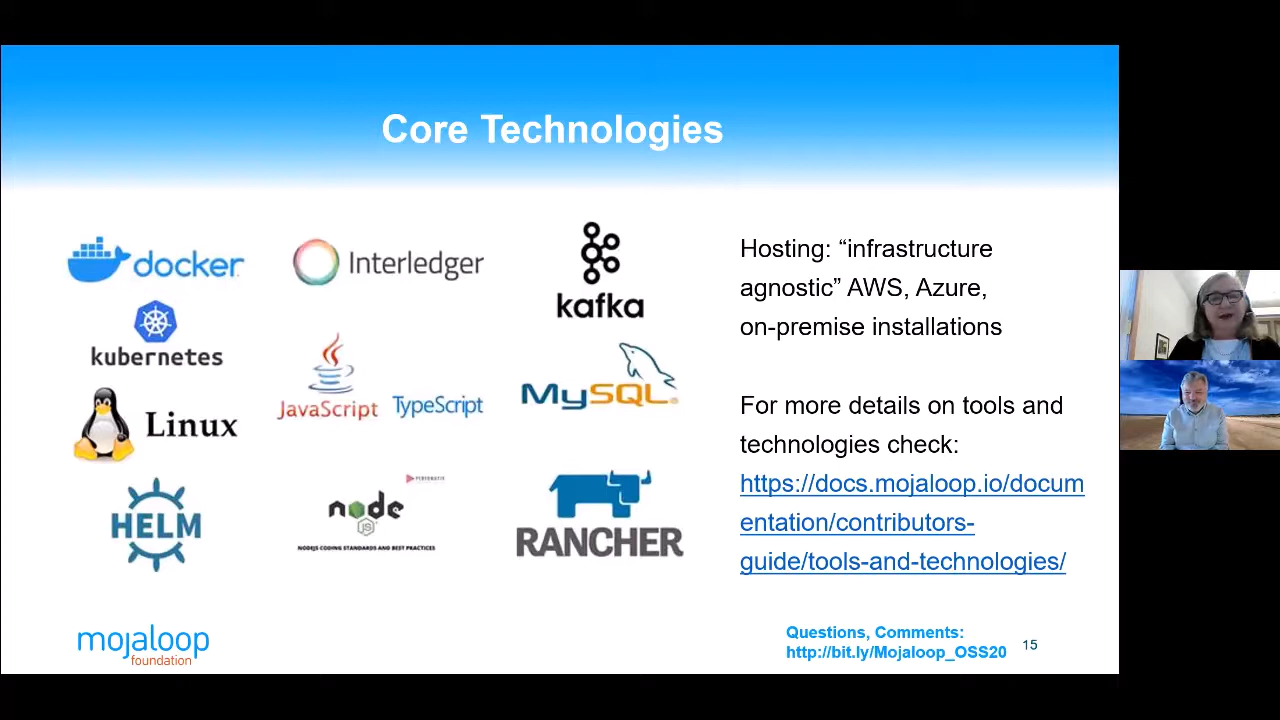 Core Technologies
docker
Interledger
kafka
kubernetes
JavaScript
TypeScript
MySQL
Linux
HELM
node
JS
NODEJS CODING STANDARDS AND BEST PRACTICES
RANCHER
Hosting: “infrastructure
agnostic” AWS, Azure,
on-premise installations
For more details on tools and
technologies check:
https://docs.mojaloop.io/docum
entation/contributors-
guide/tools-and-technologies/
mojaloop
foundation
Questions, Comments:
http://bit.ly/Mojaloop_OSS20
15